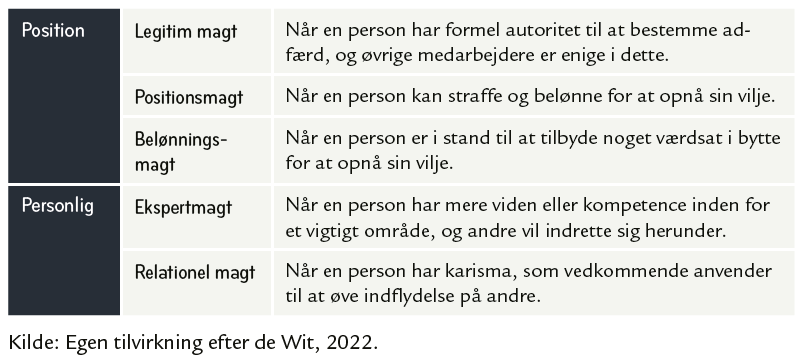 Position
Legitim magt
Når en person har formel autoritet til at bestemme ad-
færd, og øvrige medarbejdere er enige i dette.
Positionsmagt
Når en person kan straffe og belønne for at opnå sin vilje.
Belønnings-
magt
Når en person er i stand til at tilbyde noget værdsat i bytte
for at opnå sin vilje.
Personlig
Ekspertmagt
Når en person har mere viden eller kompetence inden for
et vigtigt område, og andre vil indrette sig herunder.
Relationel magt
Når en person har karisma, som vedkommende anvender
til at øve indflydelse på andre.
Kilde: Egen tilvirkning efter de Wit, 2022.